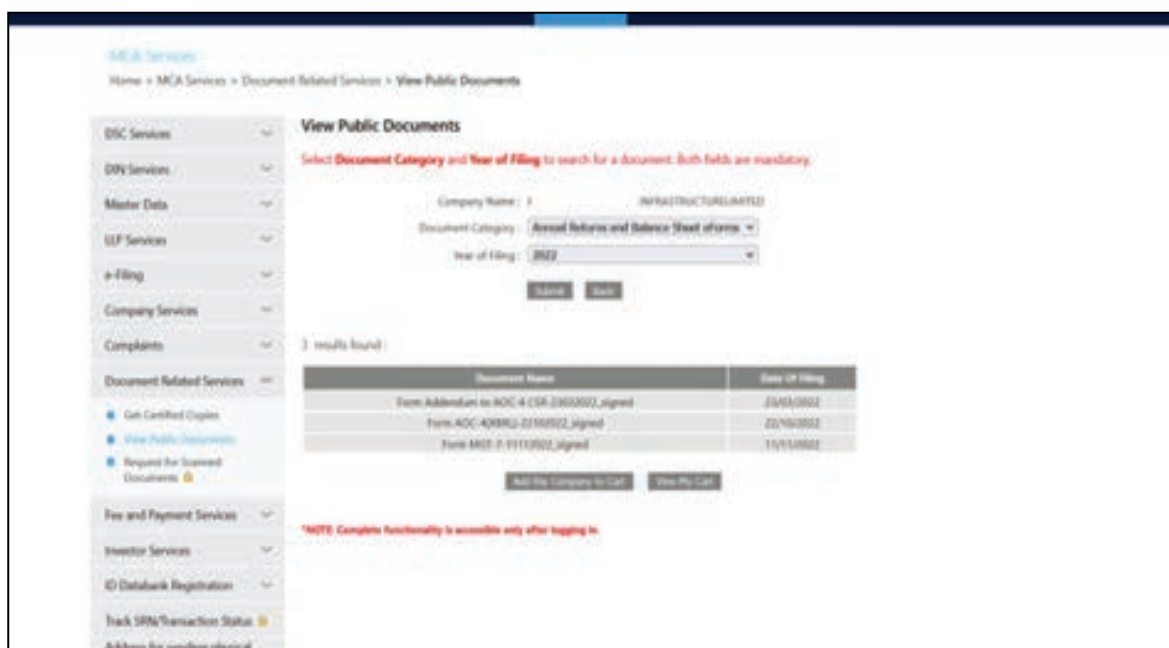 MCA Services
Home > MCA Services > Document Related Services > View Public Documents
DSC Services
DIN Services
Master Data
LLP Services
e-Filing
Company Services
Complaints
Document Related Services
Get Certified Copies
View Public Documents
Request for Scanned
Documents
Fee and Payment Services
Investor Services
ID Databank Registration
Track SRN/Transaction Status
Address for sending physical
View Public Documents
Select Document Category and Year of Filing to search for a document. Both fields are mandatory.
Company Name : INFRASTRUCTURELIMITED
Document Category : Annual Returns and Balance Sheet eForms
Year of Filing : 2022
Submit Back
3 results found :
Document Name Date Of Filing
Form Addendum to AOC-4 CSR-23032022_signed 23/03/2022
Form AOC-4(XBRL)-22102022_signed 22/10/2022
Form MGT-7-11112022_signed 11/11/2022
Add this Company to Cart View My Cart
*NOTE: Complete functionality is accessible only after logging in.